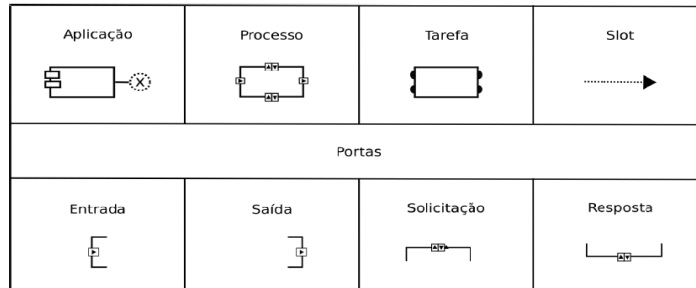 Aplicação
Processo
Tarefa
Slot
X
Portas
Entrada
Saída
Solicitação
Resposta